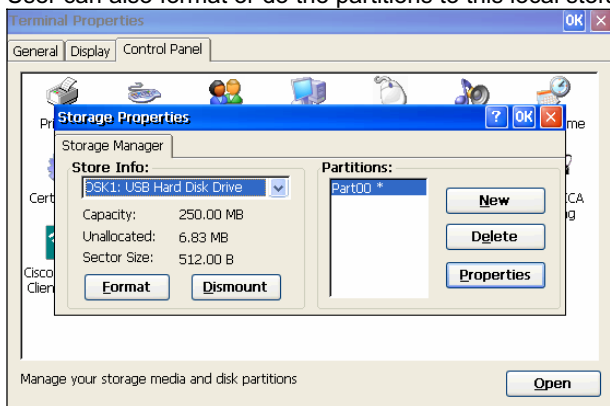 User can also format or do the partitions to this local
Terminal Properties OK
General Display Control Panel
Storage Properties ? OK
Storage Manager
Store Info: Partitions:
DSK1: USB Hard Disk Drive Part00 *
Capacity: 250.00 MB New
Unallocated: 6.83 MB Delete
Sector Size: 512.00 B Properties
Format Dismount
Cisco
Clien
Manage your storage media and disk partitions Open